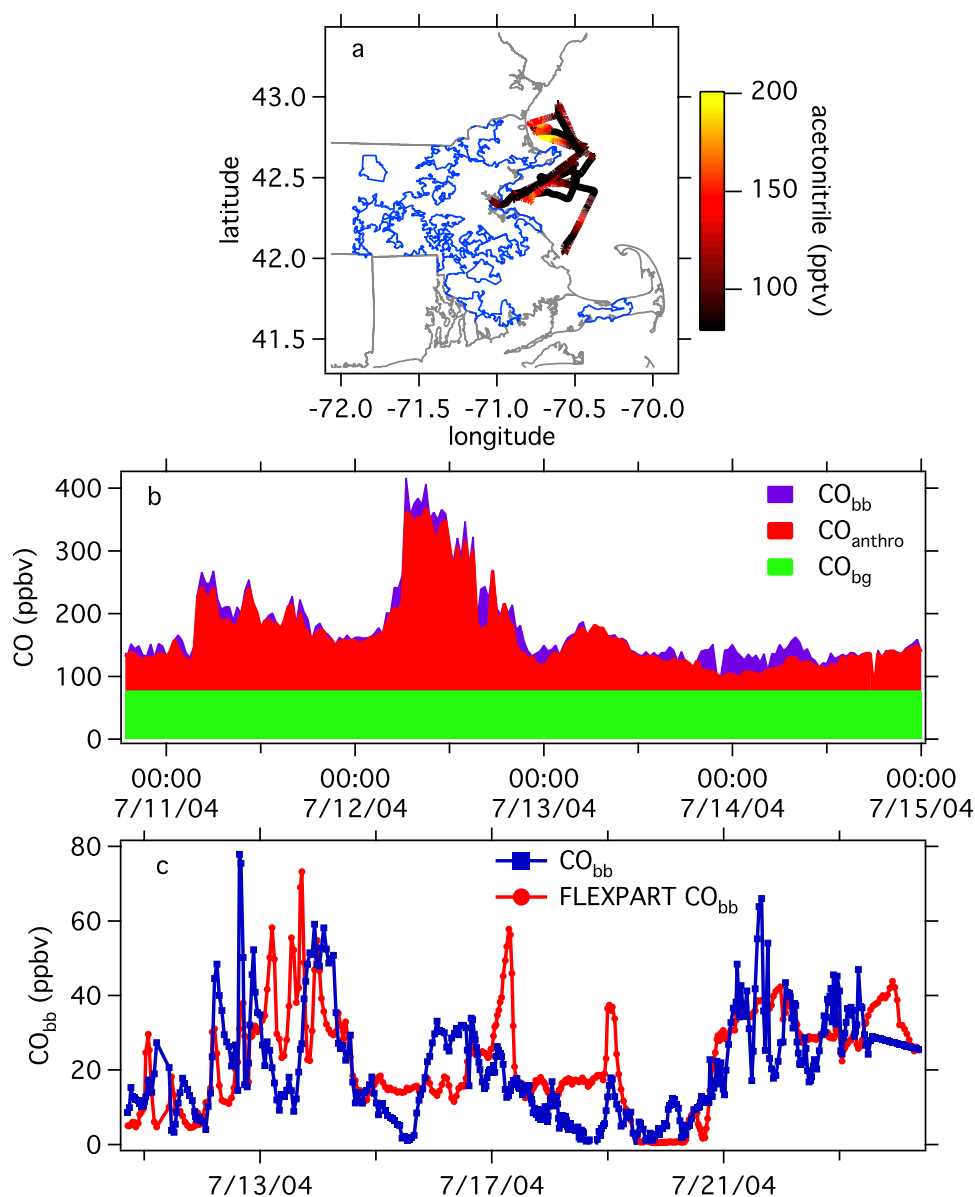 a
43.0
42.5
42.0
41.5
latitude
-72.0 -71.5 -71.0 -70.5 -70.0
longitude
200
150
100
acetonitrile (pptv)
b
400
300
200
100
0
CO (ppbv)
CObb
COanthro
CObg
00:00 00:00 00:00 00:00 00:00
7/11/04 7/12/04 7/13/04 7/14/04 7/15/04
c
80
60
40
20
0
CObb (ppbv)
CObb
FLEXPART CObb
7/13/04 7/17/04 7/21/04